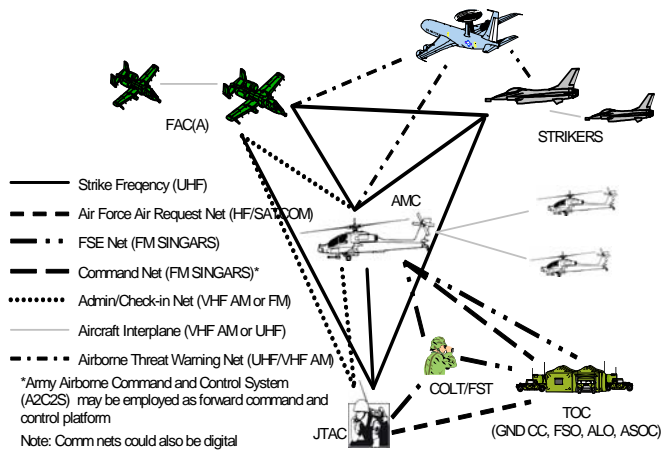 FAC(A)
STRIKERS
AMC
Strike Freqency (UHF)
Air Force Air Request Net (HF/SATCOM)
FSE Net (FM SINGARS)
Command Net (FM SINGARS)*
Admin/Check-in Net (VHF AM or FM)
Aircraft Interplane (VHF AM or UHF)
Airborne Threat Warning Net (UHF/VHF AM)
*Army Airborne Command and Control System
(A2C2S) may be employed as forward command and
control platform
Note: Comm nets could also be digital
COLT/FST
JTAC
TOC
(GND CC, FSO, ALO, ASOC)